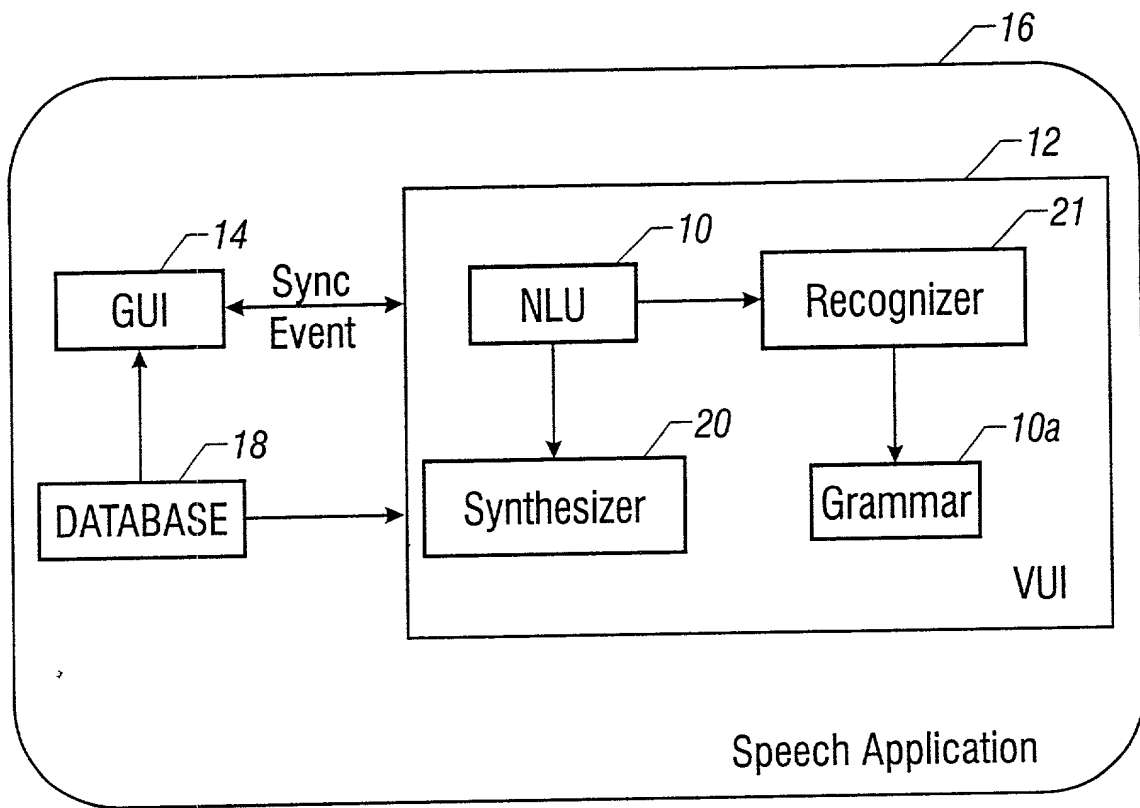 16
12
14
10
21
GUI
Sync
Event
NLU
Recognizer
18
20
10a
DATABASE
Synthesizer
Grammar
VUI
Speech Application